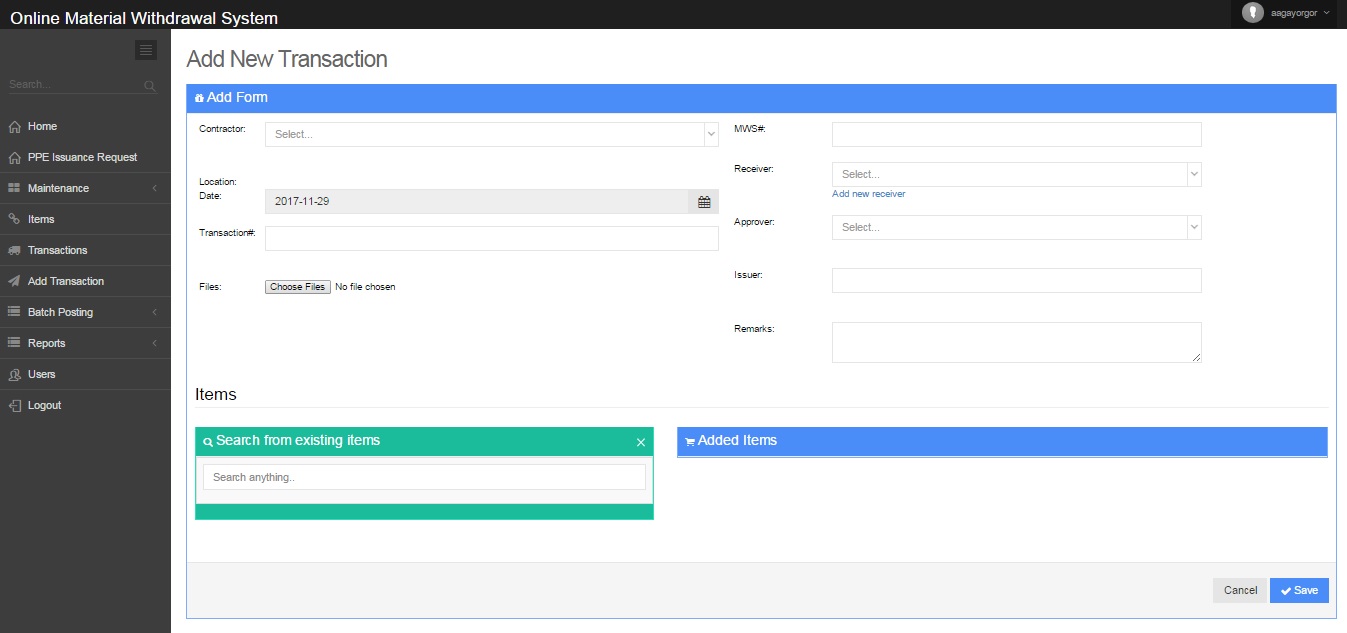 Online Material Withdrawal System
aagayorgor
Search...
Home
PPE Issuance Request
Maintenance
Items
Transactions
Add Transaction
Batch Posting
Reports
Users
Logout
Add New Transaction
Add Form
Contractor:
Select...
Location:
Date:
2017-11-29
Transaction#:
Files:
Choose Files No file chosen
MWS#:
Receiver:
Select...
Add new receiver
Approver:
Select...
Issuer:
Remarks:
Items
Search from existing items
Search anything..
Added Items
Cancel
Save